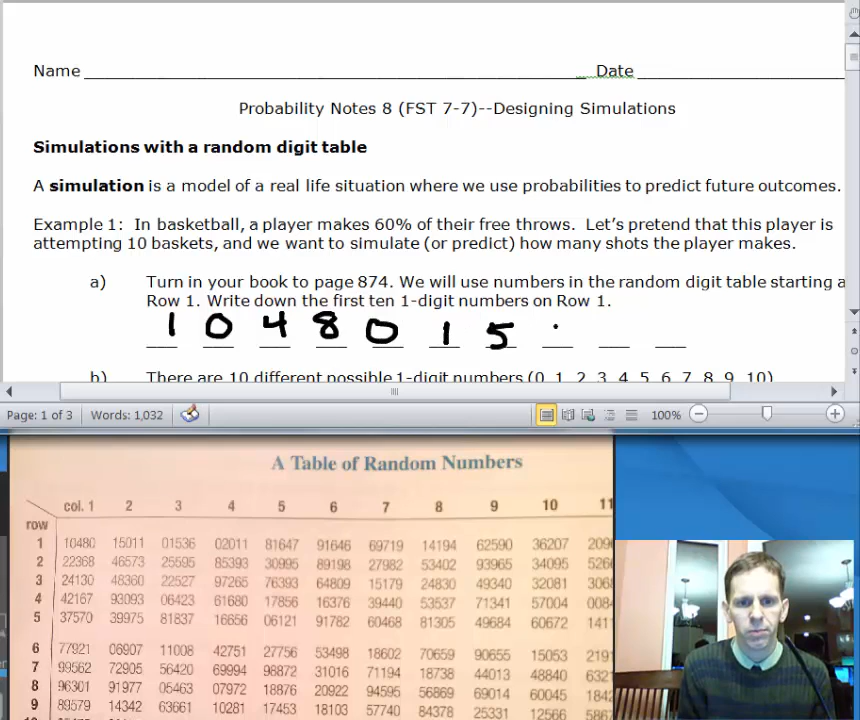 Name Date
Probability Notes 8 (FST 7-7)--Designing Simulations
Simulations with a random digit table
A simulation is a model of a real life situation where we use probabilities to predict future outcomes.
Example 1: In basketball, a player makes 60% of their free throws. Let's pretend that this player is
attempting 10 baskets, and we want to simulate (or predict) how many shots the player makes.
a) Turn in your book to page 874. We will use numbers in the random digit table starting a
Row 1. Write down the first ten 1-digit numbers on Row 1.
1 0 4 8 0 1 5
b) There are 10 different possible 1-digit numbers (0, 1, 2, 3, 4, 5, 6, 7, 8, 9, 10)
Page: 1 of 3 Words: 1,032 100%
A Table of Random Numbers
col. 1 2 3 4 5 6 7 8 9 10 11
row
1 10480 15011 01536 02011 81647 91646 69719 14194 62590 36207 2096
2 22368 46573 25595 85393 30995 89198 27982 53402 93965 34095 526
3 24130 48360 22527 97265 76393 64809 15179 24830 49340 32081 306
4 42167 93093 06423 61680 17856 16376 39440 53537 71341 57004 008
5 37570 39975 81837 16656 06121 91782 60468 81305 49684 60672 141
6 77921 06907 11008 42751 27756 53498 18602 70659 90655 15053 219
7 99562 72905 56420 69994 98872 31016 71194 18738 44013 48840 632
8 96301 91977 05463 07972 18876 20922 94595 56869 69014 60045 184
9 89579 14342 63661 10281 17453 18103 57740 84378 25331 12566 586